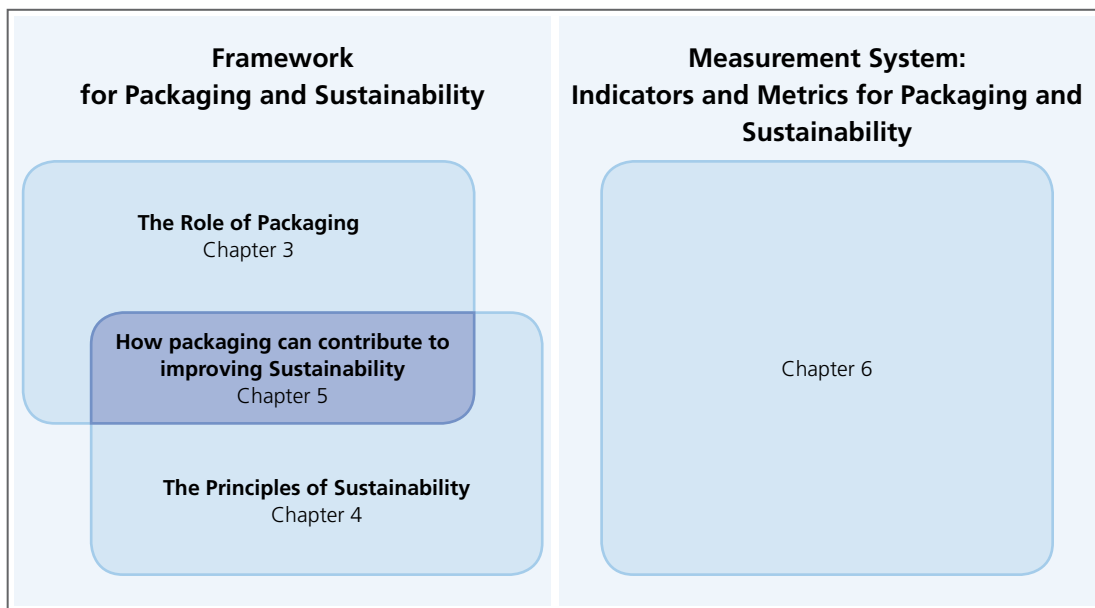 Framework
for Packaging and Sustainability
The Role of Packaging
Chapter 3
How packaging can contribute to
improving Sustainability
Chapter 5
The Principles of Sustainability
Chapter 4
Measurement System:
Indicators and Metrics for Packaging and
Sustainability
Chapter 6